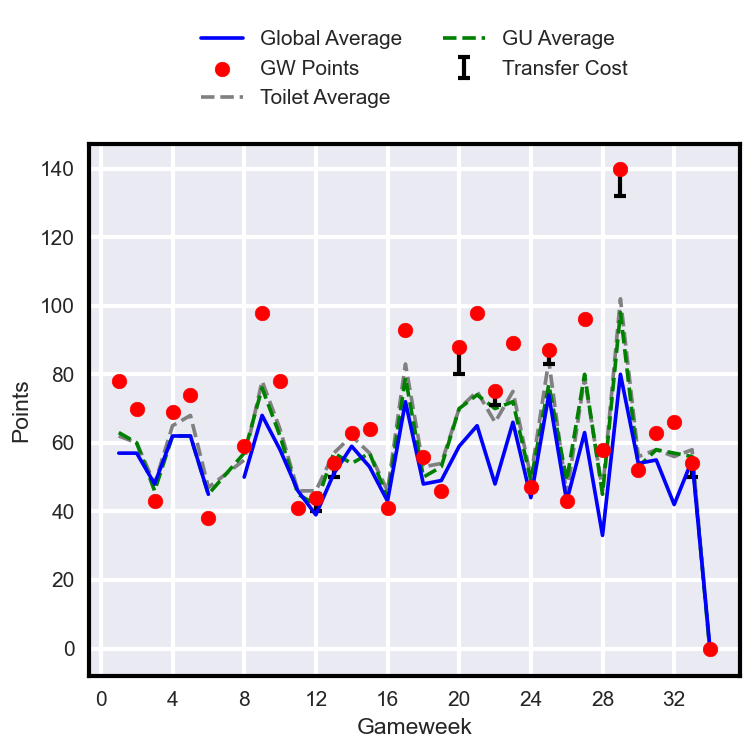 Global Average
GW Points
Toilet Average
GU Average
Transfer Cost
140
120
100
80
60
40
20
0
Points
0 4 8 12 16 20 24 28 32
Gameweek